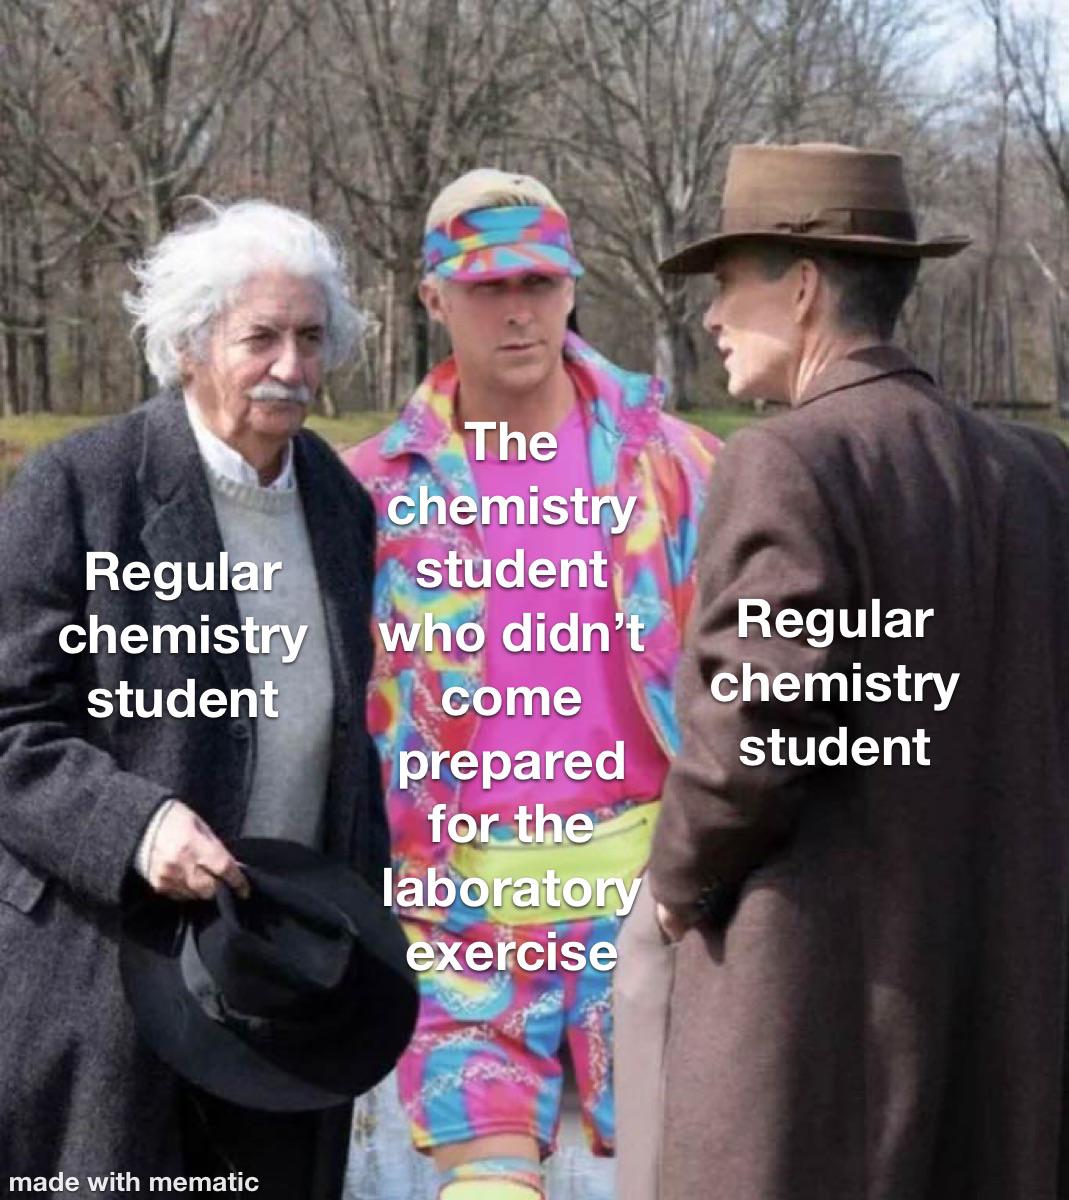 Regular
chemistry
student
The
chemistry
student
who didn’t
come
prepared
for the
laboratory
exercise
Regular
chemistry
student
made with mematic